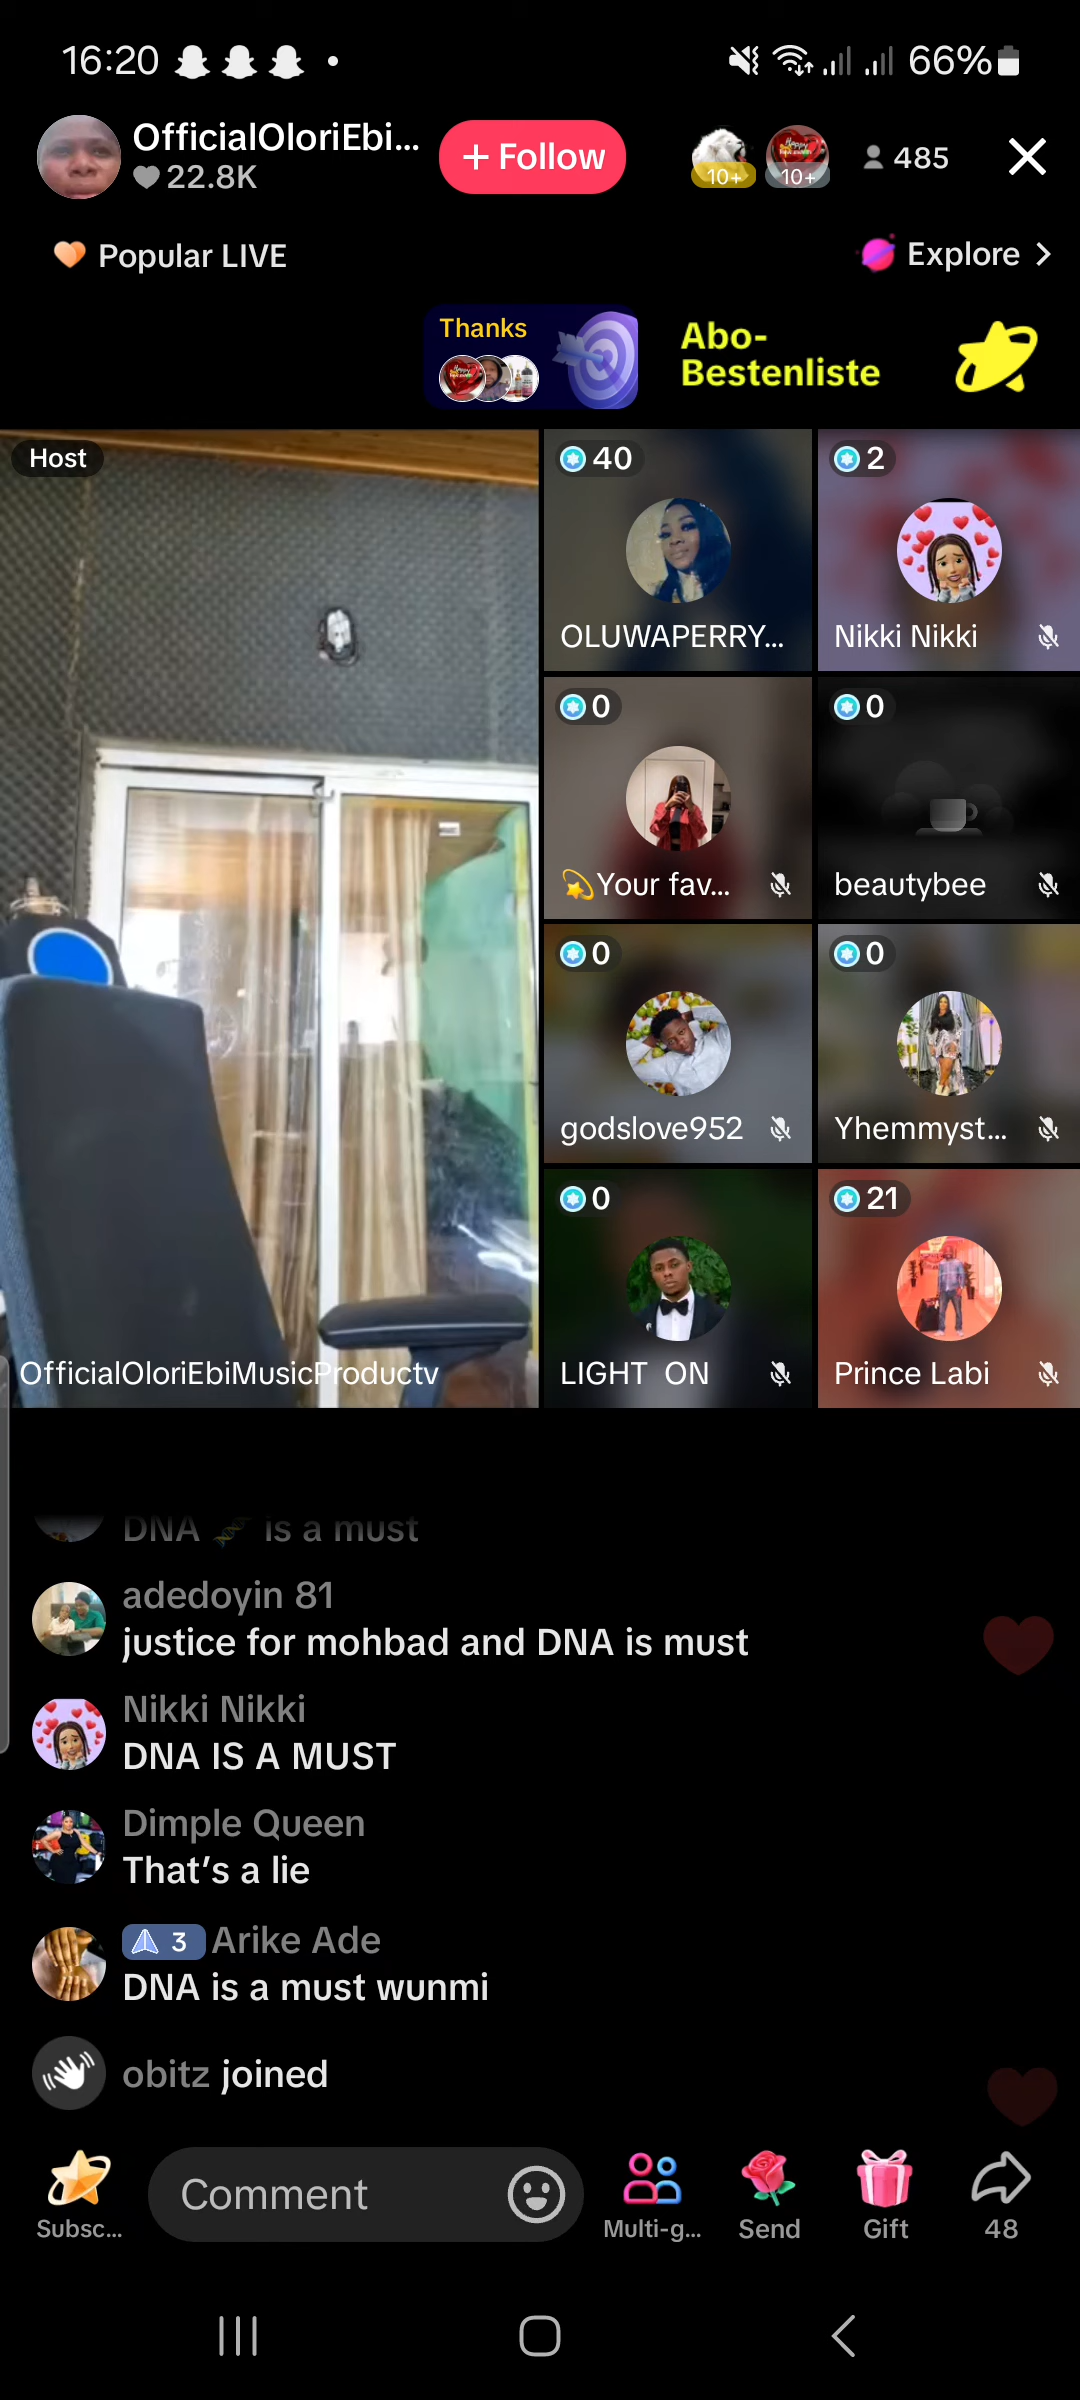 16:20
66%
OfficialOloriEbi...
22.8K
+ Follow
10+
10+
485
Popular LIVE
Explore
Thanks
Abo-
Bestenliste
Host
40
OLUWAPERRY...
2
Nikki Nikki
0
Your fav...
0
beautybee
0
godslove952
0
Yhemmyst...
0
LIGHT ON
21
Prince Labi
OfficialOloriEbiMusicProductv
DNA 🧬 is a must
adedoyin 81
justice for mohbad and DNA is must
Nikki Nikki
DNA IS A MUST
Dimple Queen
That's a lie
3 Arike Ade
DNA is a must wunmi
obitz joined
Subsc...
Comment
Multi-g...
Send
Gift
48